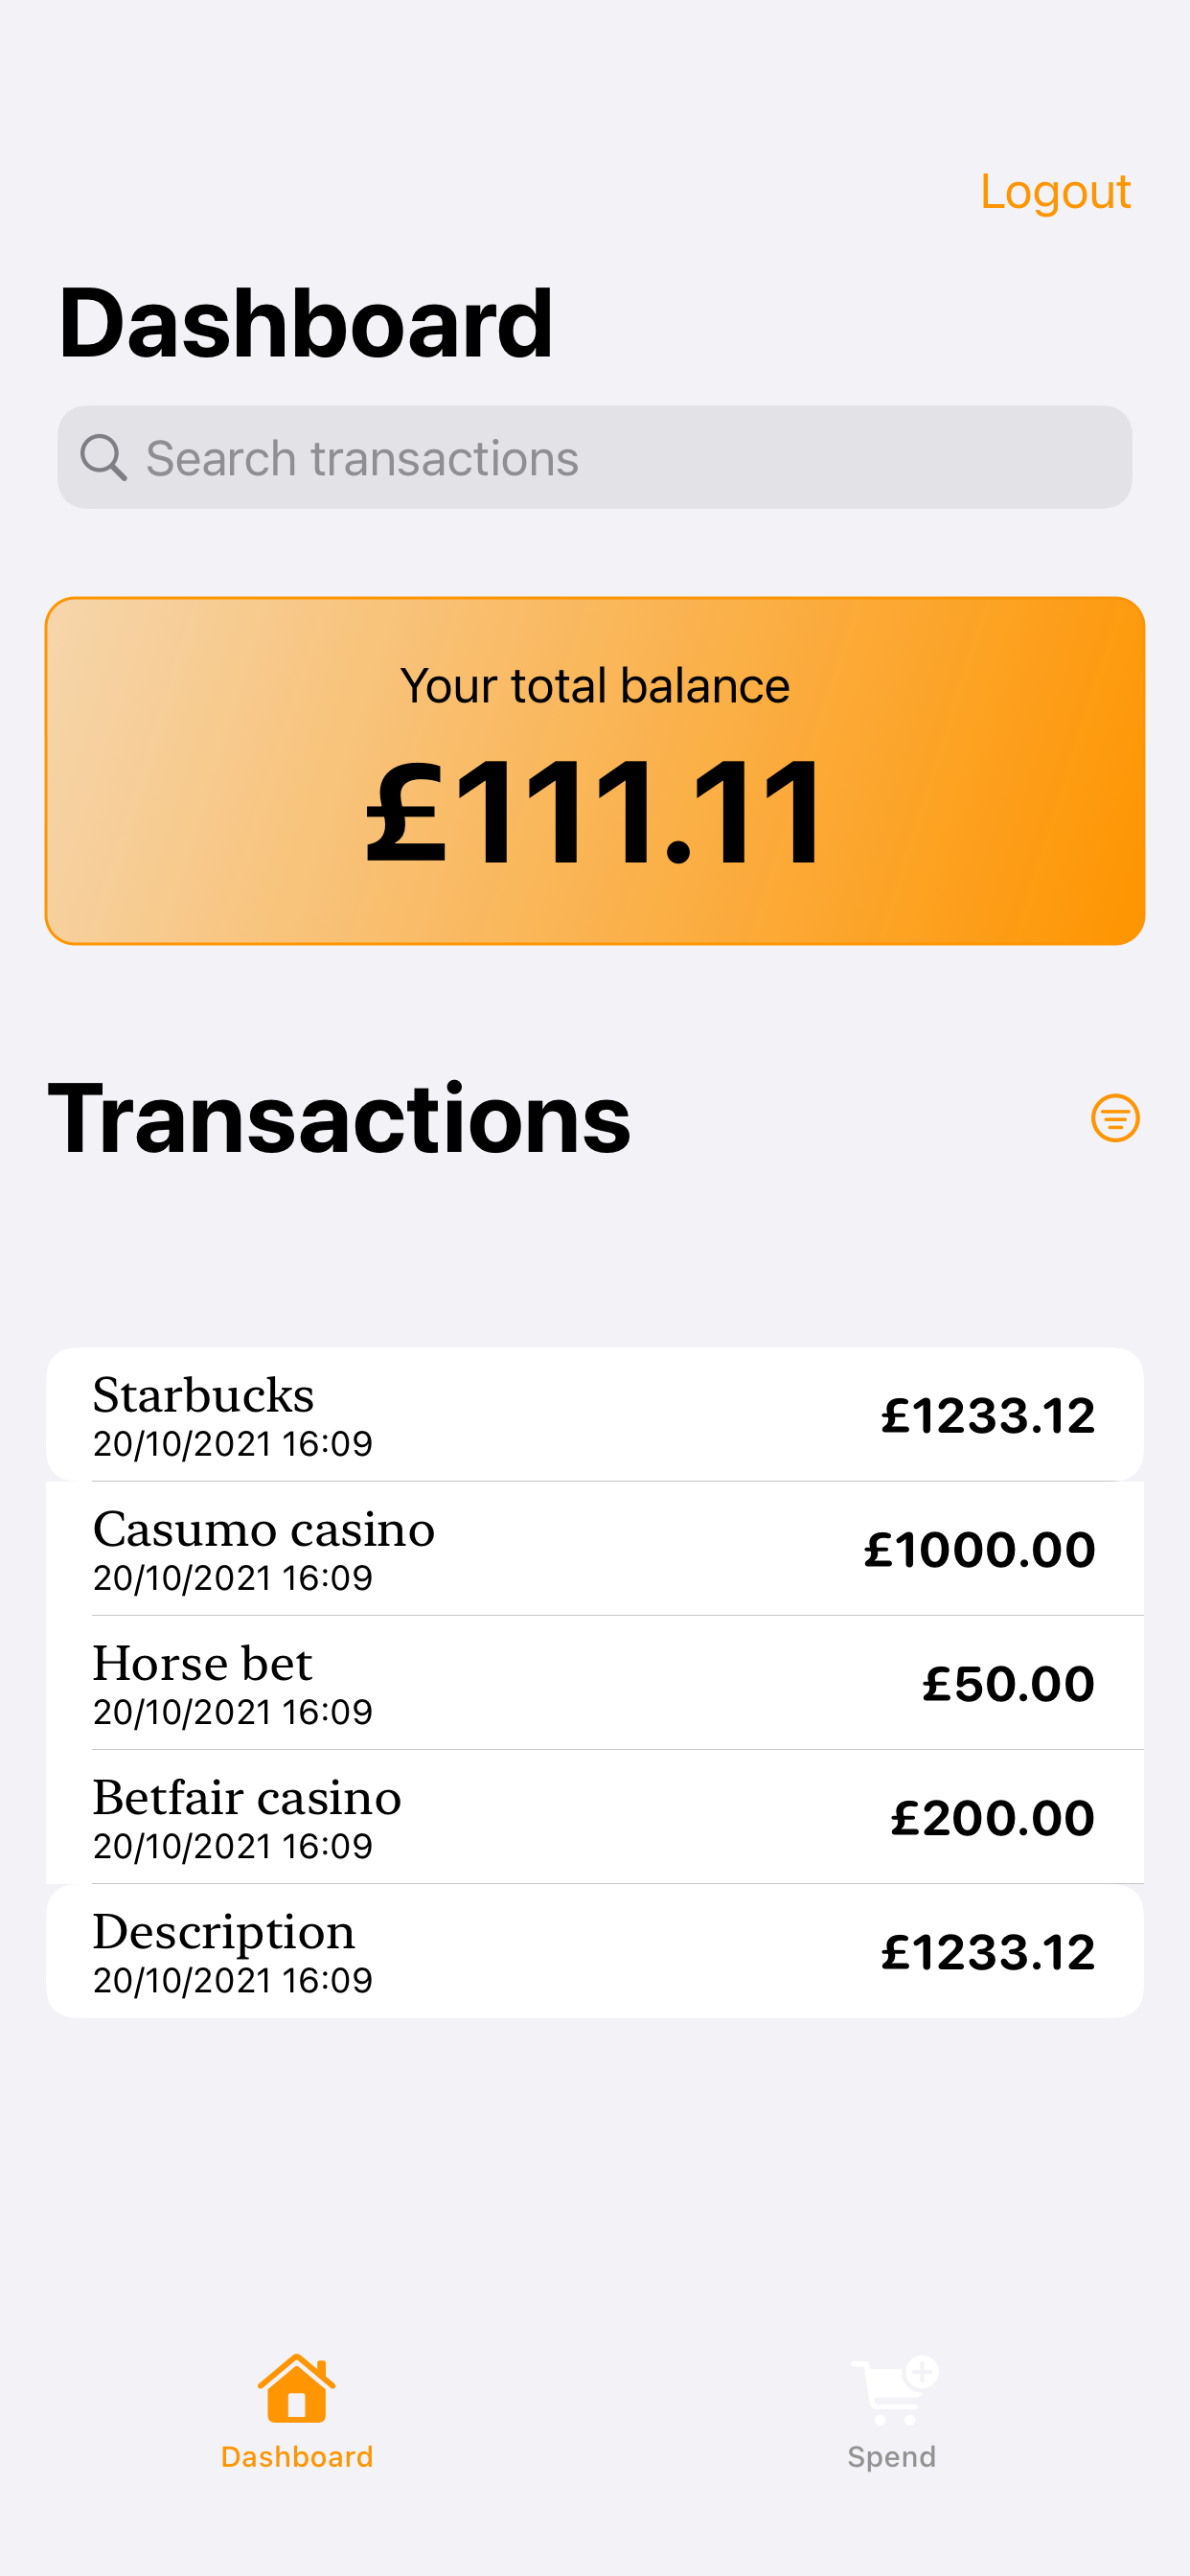 Logout
Dashboard
Search transactions
Your total balance
£111.11
Transactions
Starbucks
20/10/2021 16:09
£1233.12
Casumo casino
20/10/2021 16:09
£1000.00
Horse bet
20/10/2021 16:09
£50.00
Betfair casino
20/10/2021 16:09
£200.00
Description
20/10/2021 16:09
£1233.12
Dashboard
Spend